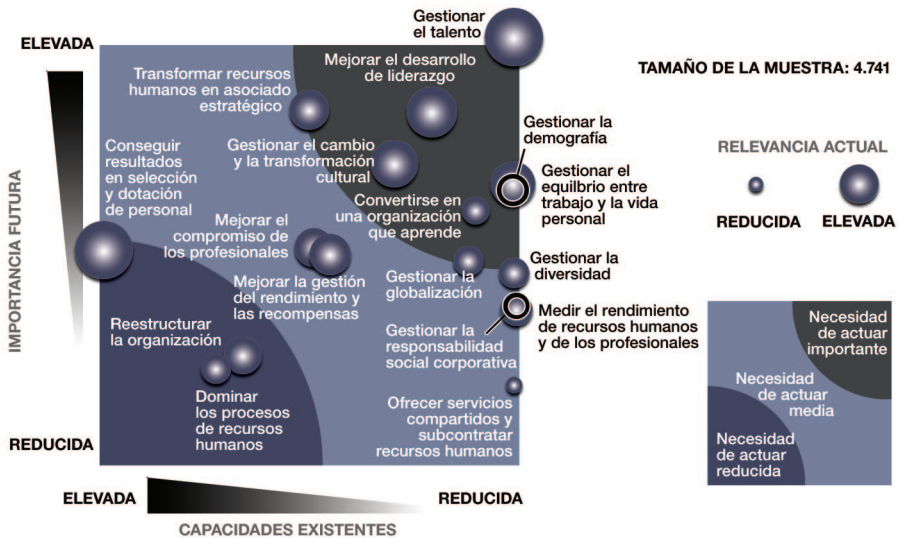 Gestionar
el talento
ELEVADA
Mejorar el desarrollo
de liderazgo
Transformar recursos
humanos en asociado
estratégico
TAMAÑO DE LA MUESTRA: 4.741
Gestionar la
demografía
Conseguir
resultados
en selección
y dotación
de personal
Gestionar el cambio
y la transformación
cultural
RELEVANCIA ACTUAL
REDUCIDA
ELEVADA
Gestionar el
equilbrio entre
trabajo y la vida
personal
Convertirse en
una organización
que aprende
Mejorar el
compromiso de
los profesionales
IMPORTANCIA FUTURA
Gestionar la
diversidad
Mejorar la gestión
del rendimiento y
las recompensas
Gestionar la
globalización
Medir el rendimiento
de recursos humanos
y de los profesionales
Reestructurar
la organización
Gestionar la
responsabilidad
social corporativa
Necesidad
de actuar
importante
Necesidad
de actuar
media
Necesidad
de actuar
reducida
Dominar
los procesos
de recursos
humanos
Ofrecer servicios
compartidos y
subcontratar
recursos humanos
REDUCIDA
ELEVADA
REDUCIDA
CAPACIDADES EXISTENTES